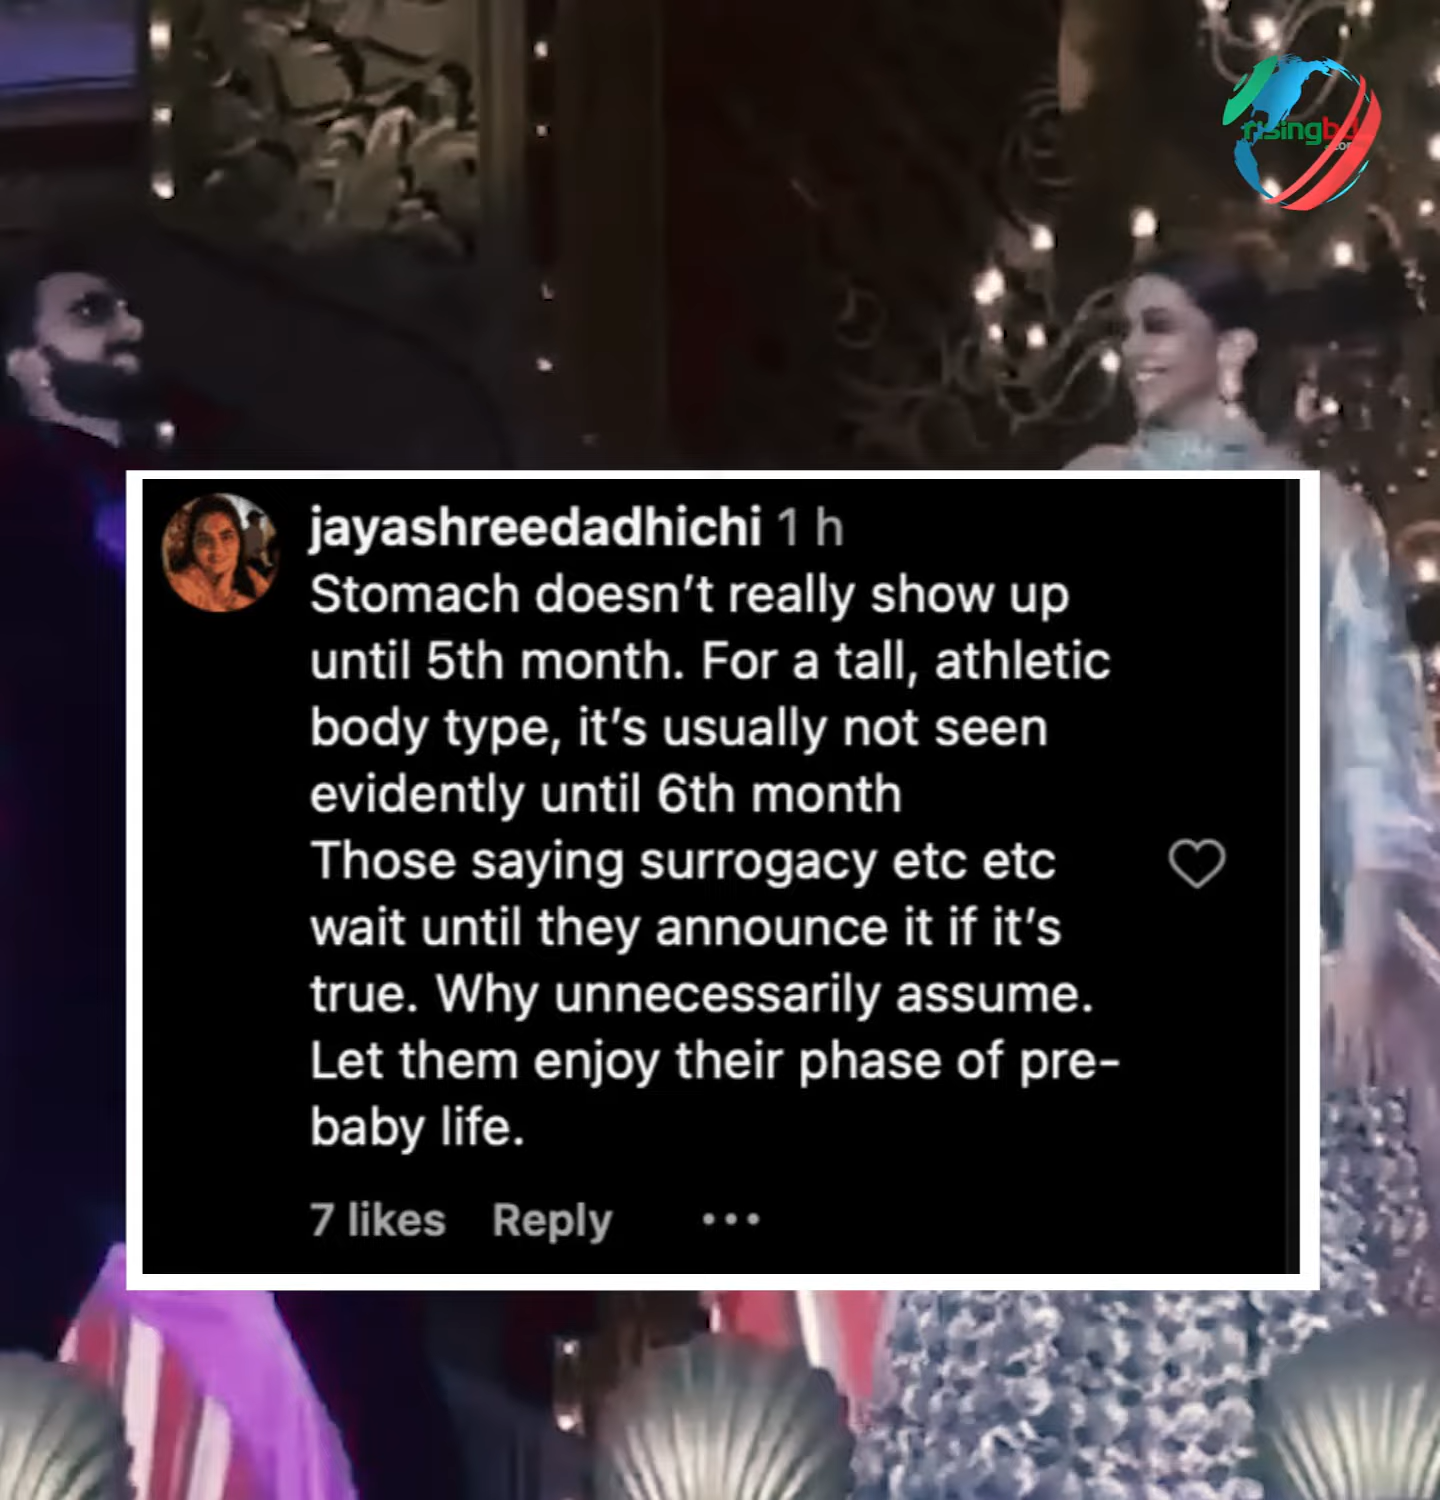 risingbd
.com
jayashreedadhichi 1 h
Stomach doesn’t really show up
until 5th month. For a tall, athletic
body type, it’s usually not seen
evidently until 6th month
Those saying surrogacy etc etc
wait until they announce it if it’s
true. Why unnecessarily assume.
Let them enjoy their phase of pre-
baby life.
7 likes Reply